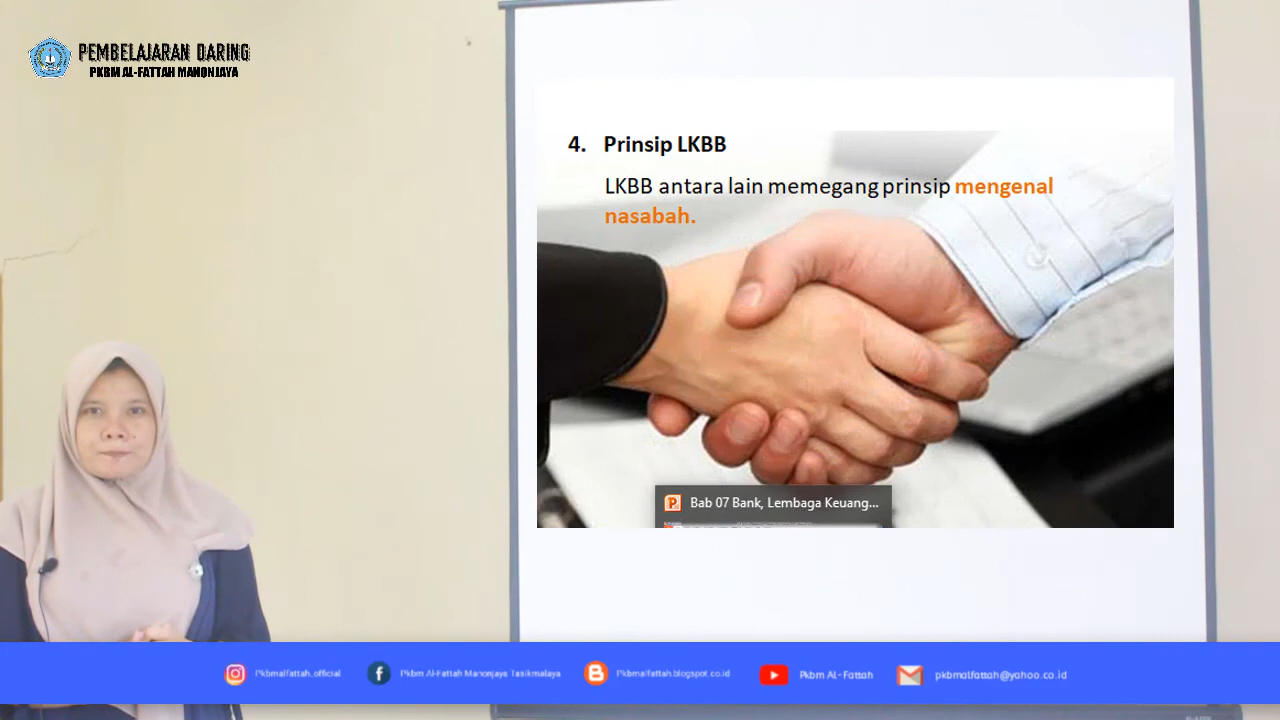 PEMBELAJARAN DARING
PKBM AL-FATTAH MANONJAYA
4. Prinsip LKBB
LKBB antara lain memegang prinsip mengenal
nasabah.
Bab 07 Bank, Lembaga Keuang...
Pkbmalfattah_official
Pkbm Al-Fattah Manonjaya Tasikmalaya
Pkbmalfattah.blogspot.co.id
Pkbm AL-Fattah
pkbmalfattah@yahoo.co.id